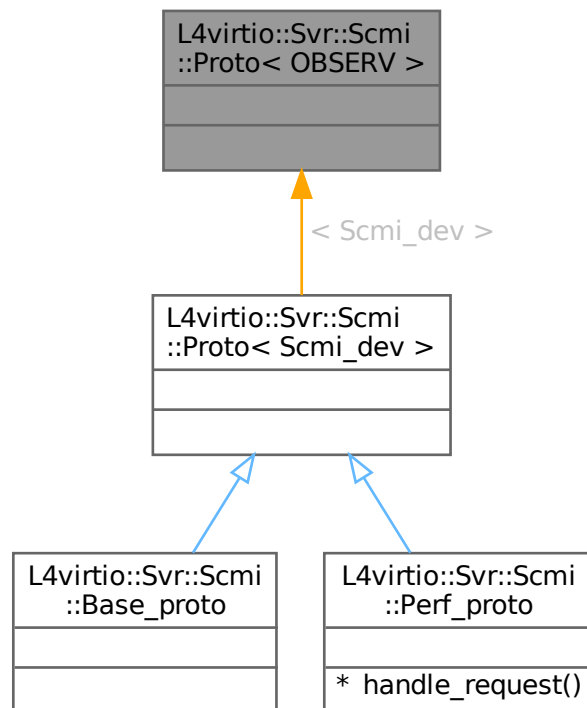 L4virtio::Svr::Scmi
::Proto< OBSERV >
< Scmi_dev >
L4virtio::Svr::Scmi
::Proto< Scmi_dev >
L4virtio::Svr::Scmi
::Base_proto
L4virtio::Svr::Scmi
::Perf_proto
* handle_request()